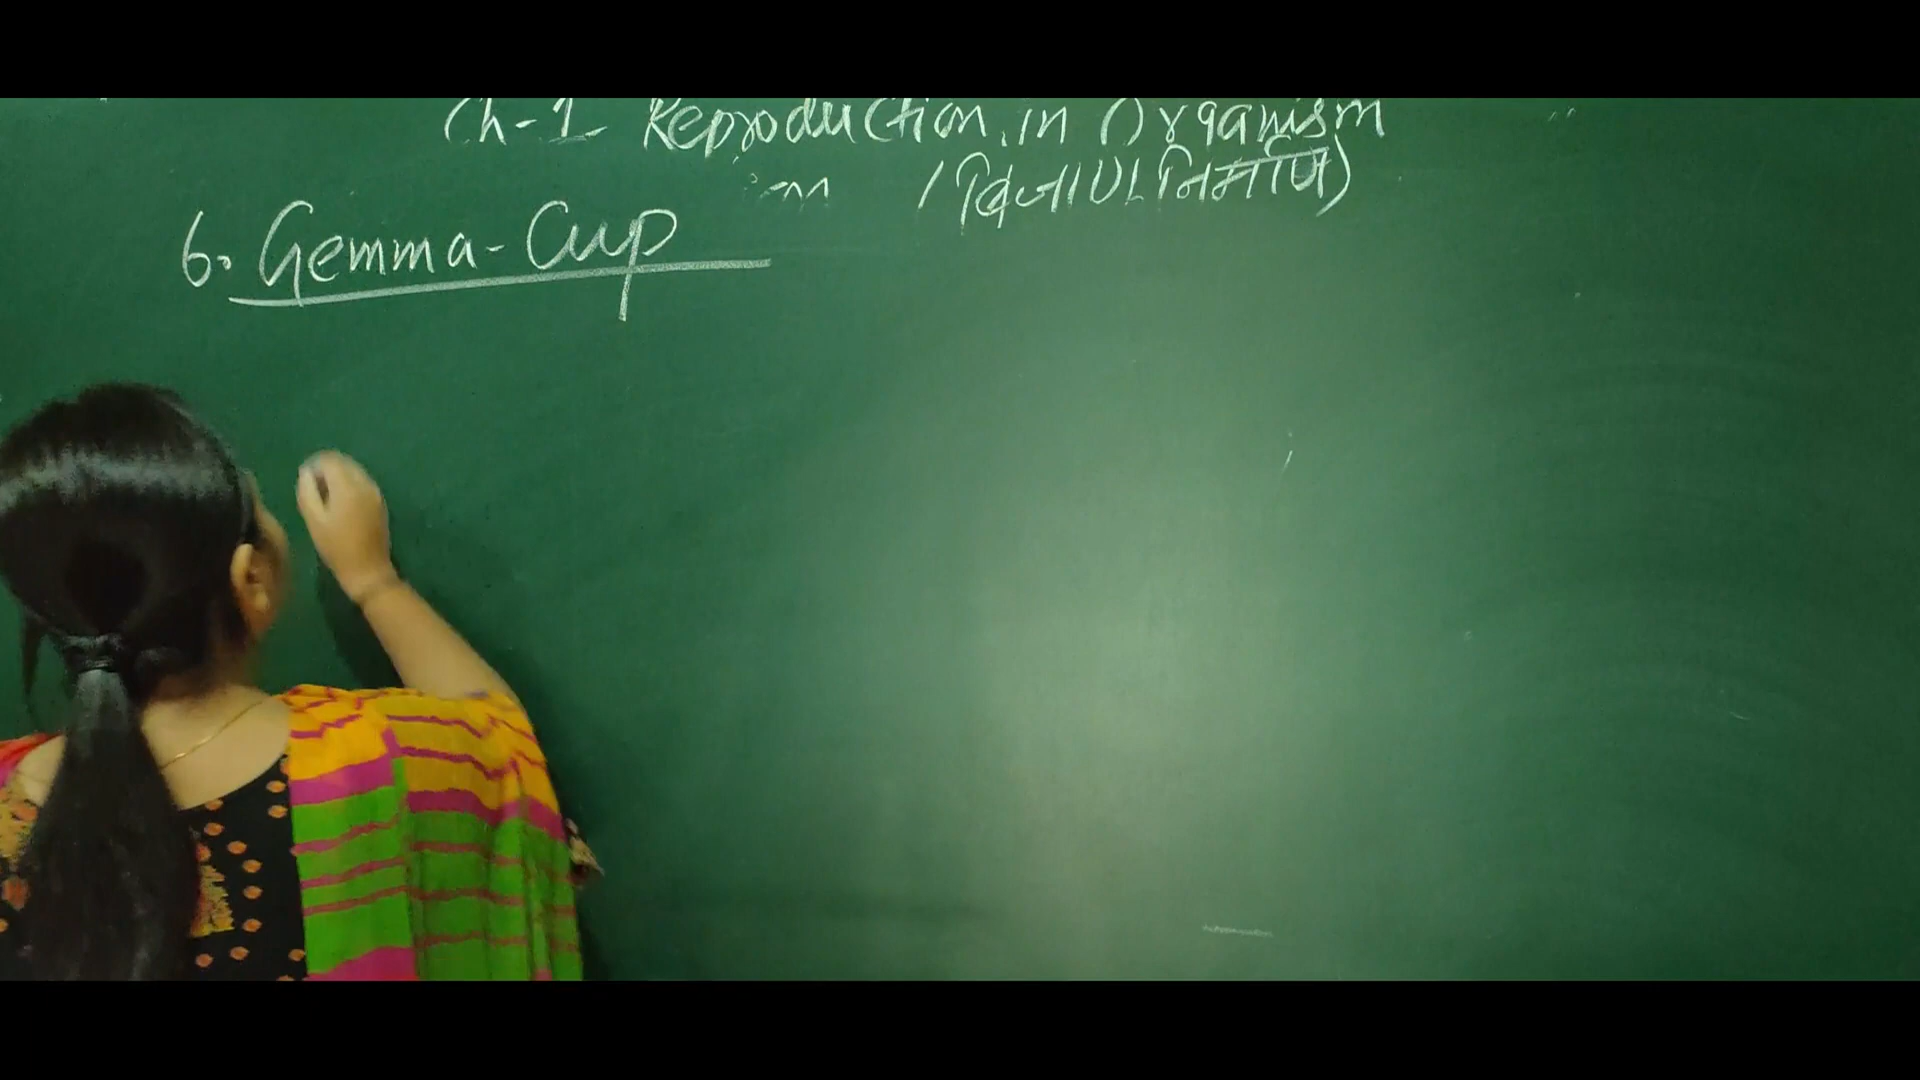 Ch-1 Reproduction in Organism
6. Gemma-Cup